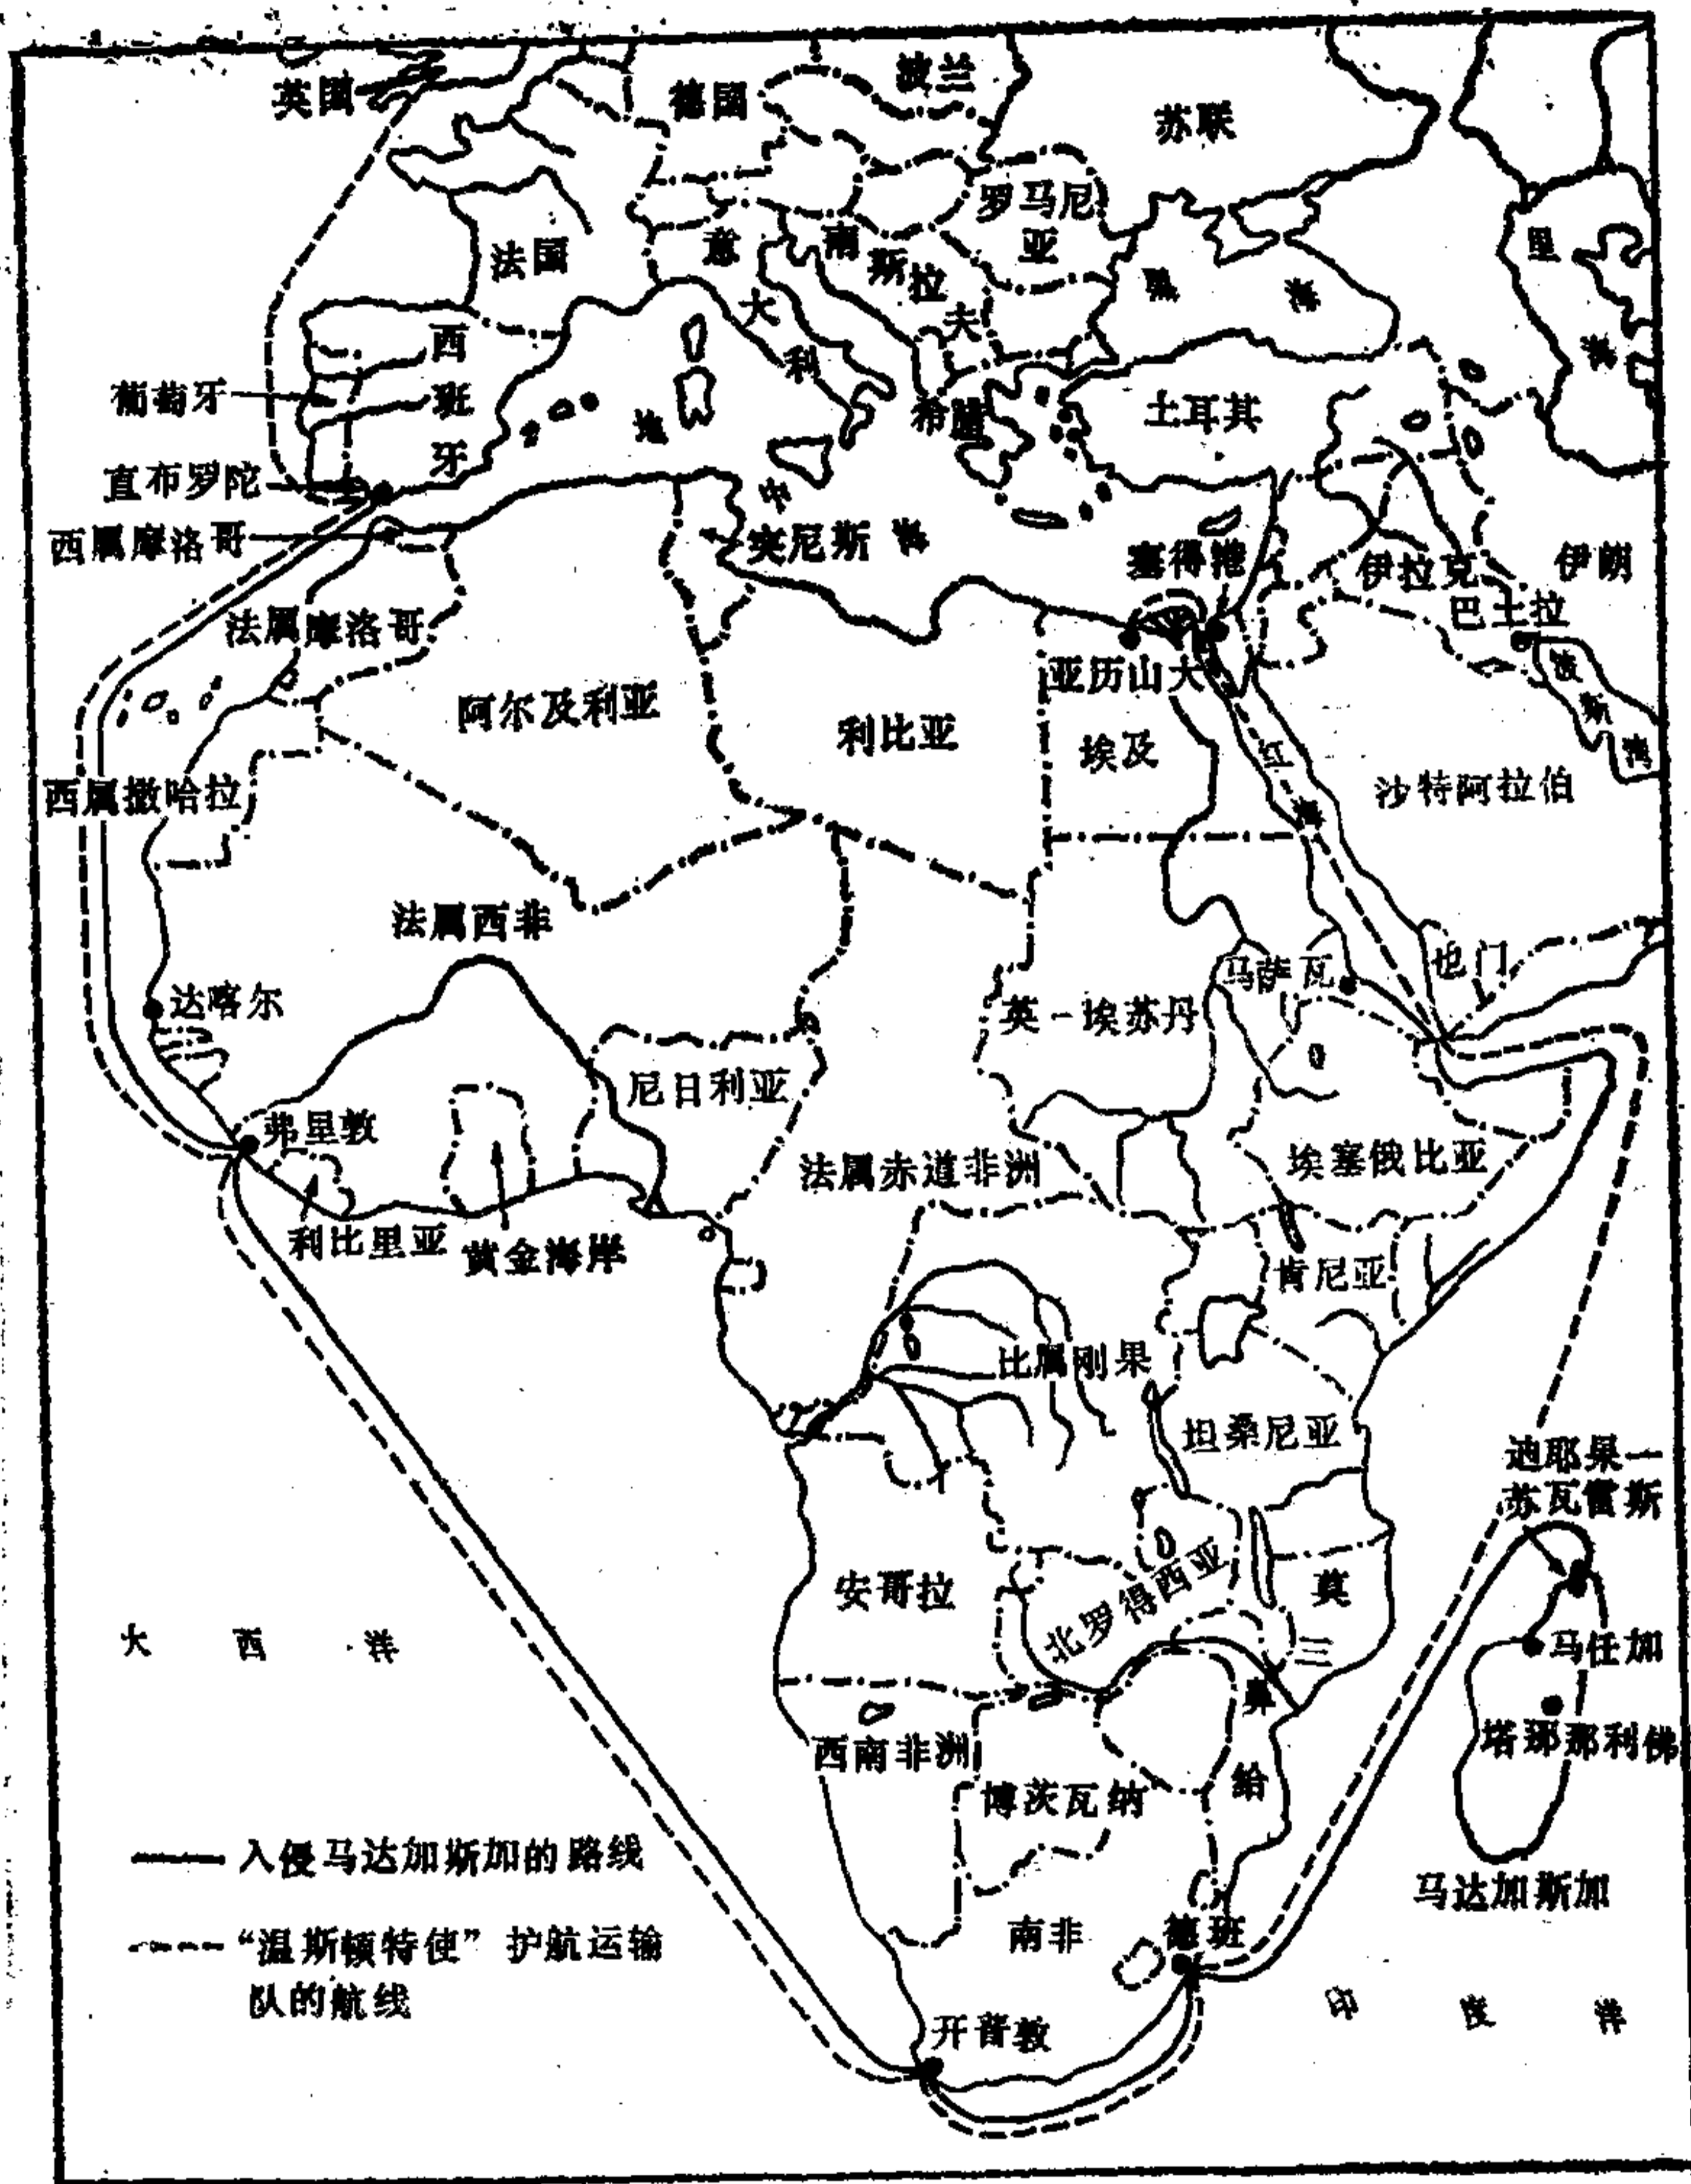 英国
德国
波兰
苏联
罗马尼
亚
法国
意
大
利
南
斯
拉
夫
黑 海
里
海
西
班
牙
葡萄牙
地
中
海
希腊
土耳其
直布罗陀
西属摩洛哥
突尼斯
塞得港
伊拉克
伊朗
巴士拉
波
斯
湾
法属摩洛哥
亚历山大
阿尔及利亚
利比亚
埃及
红
海
沙特阿拉伯
西属撒哈拉
法属西非
达喀尔
马萨瓦
也门
英-埃苏丹
尼日利亚
弗里敦
法属赤道非洲
埃塞俄比亚
利比里亚
黄金海岸
肯尼亚
比属刚果
坦桑尼亚
迪耶果一
苏瓦雷斯
安哥拉
北罗得西亚
莫
三
鼻
给
大 西 洋
马任加
塔那那利佛
西南非洲
博茨瓦纳
入侵马达加斯加的路线
马达加斯加
“温斯顿特使”护航运输
队的航线
南非
德班
开普敦
印 度 洋